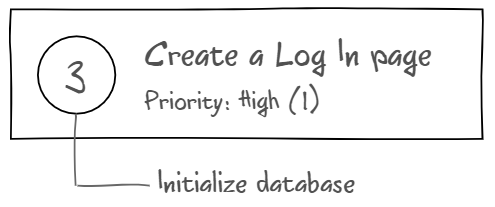 3
Create a Log In page
Priority: High (1)
Initialize database